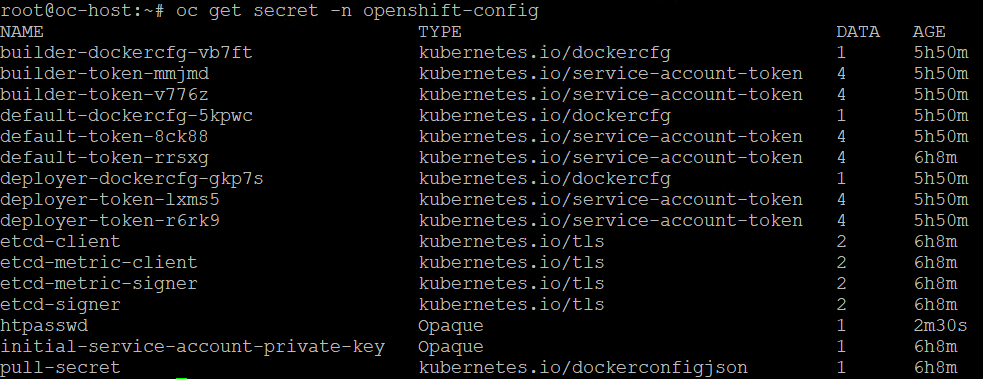 root@oc-host:~# oc get secret -n openshift-config
NAME TYPE DATA AGE
builder-dockercfg-vb7ft kubernetes.io/dockercfg 1 5h50m
builder-token-mmjmd kubernetes.io/service-account-token 4 5h50m
builder-token-v776z kubernetes.io/service-account-token 4 5h50m
default-dockercfg-5kpwc kubernetes.io/dockercfg 1 5h50m
default-token-8ck88 kubernetes.io/service-account-token 4 5h50m
default-token-rrsxg kubernetes.io/service-account-token 4 6h8m
deployer-dockercfg-gkp7s kubernetes.io/dockercfg 1 5h50m
deployer-token-lxms5 kubernetes.io/service-account-token 4 5h50m
deployer-token-r6rk9 kubernetes.io/service-account-token 4 5h50m
etcd-client kubernetes.io/tls 2 6h8m
etcd-metric-client kubernetes.io/tls 2 6h8m
etcd-metric-signer kubernetes.io/tls 2 6h8m
etcd-signer kubernetes.io/tls 2 6h8m
htpasswd Opaque 1 2m30s
initial-service-account-private-key Opaque 1 6h8m
pull-secret kubernetes.io/dockerconfigjson 1 6h8m